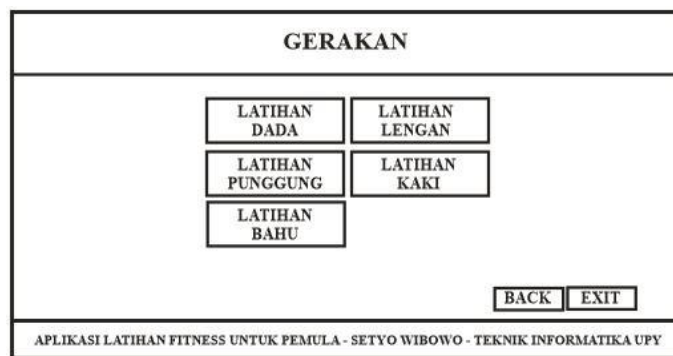 GERAKAN
LATIHAN
DADA
LATIHAN
LENGAN
LATIHAN
PUNGGUNG
LATIHAN
KAKI
LATIHAN
BAHU
BACK
EXIT
APLIKASI LATIHAN FITNESS UNTUK PEMULA - SETYO WIBOWO - TEKNIK INFORMATIKA UPY